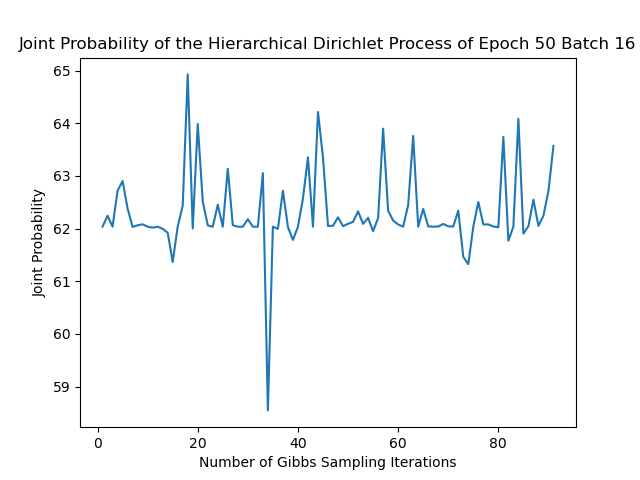 Joint Probability of the Hierarchical Dirichlet Process of Epoch 50 Batch 16
65
64
63
62
61
60
59
Joint Probability
0 20 40 60 80
Number of Gibbs Sampling Iterations